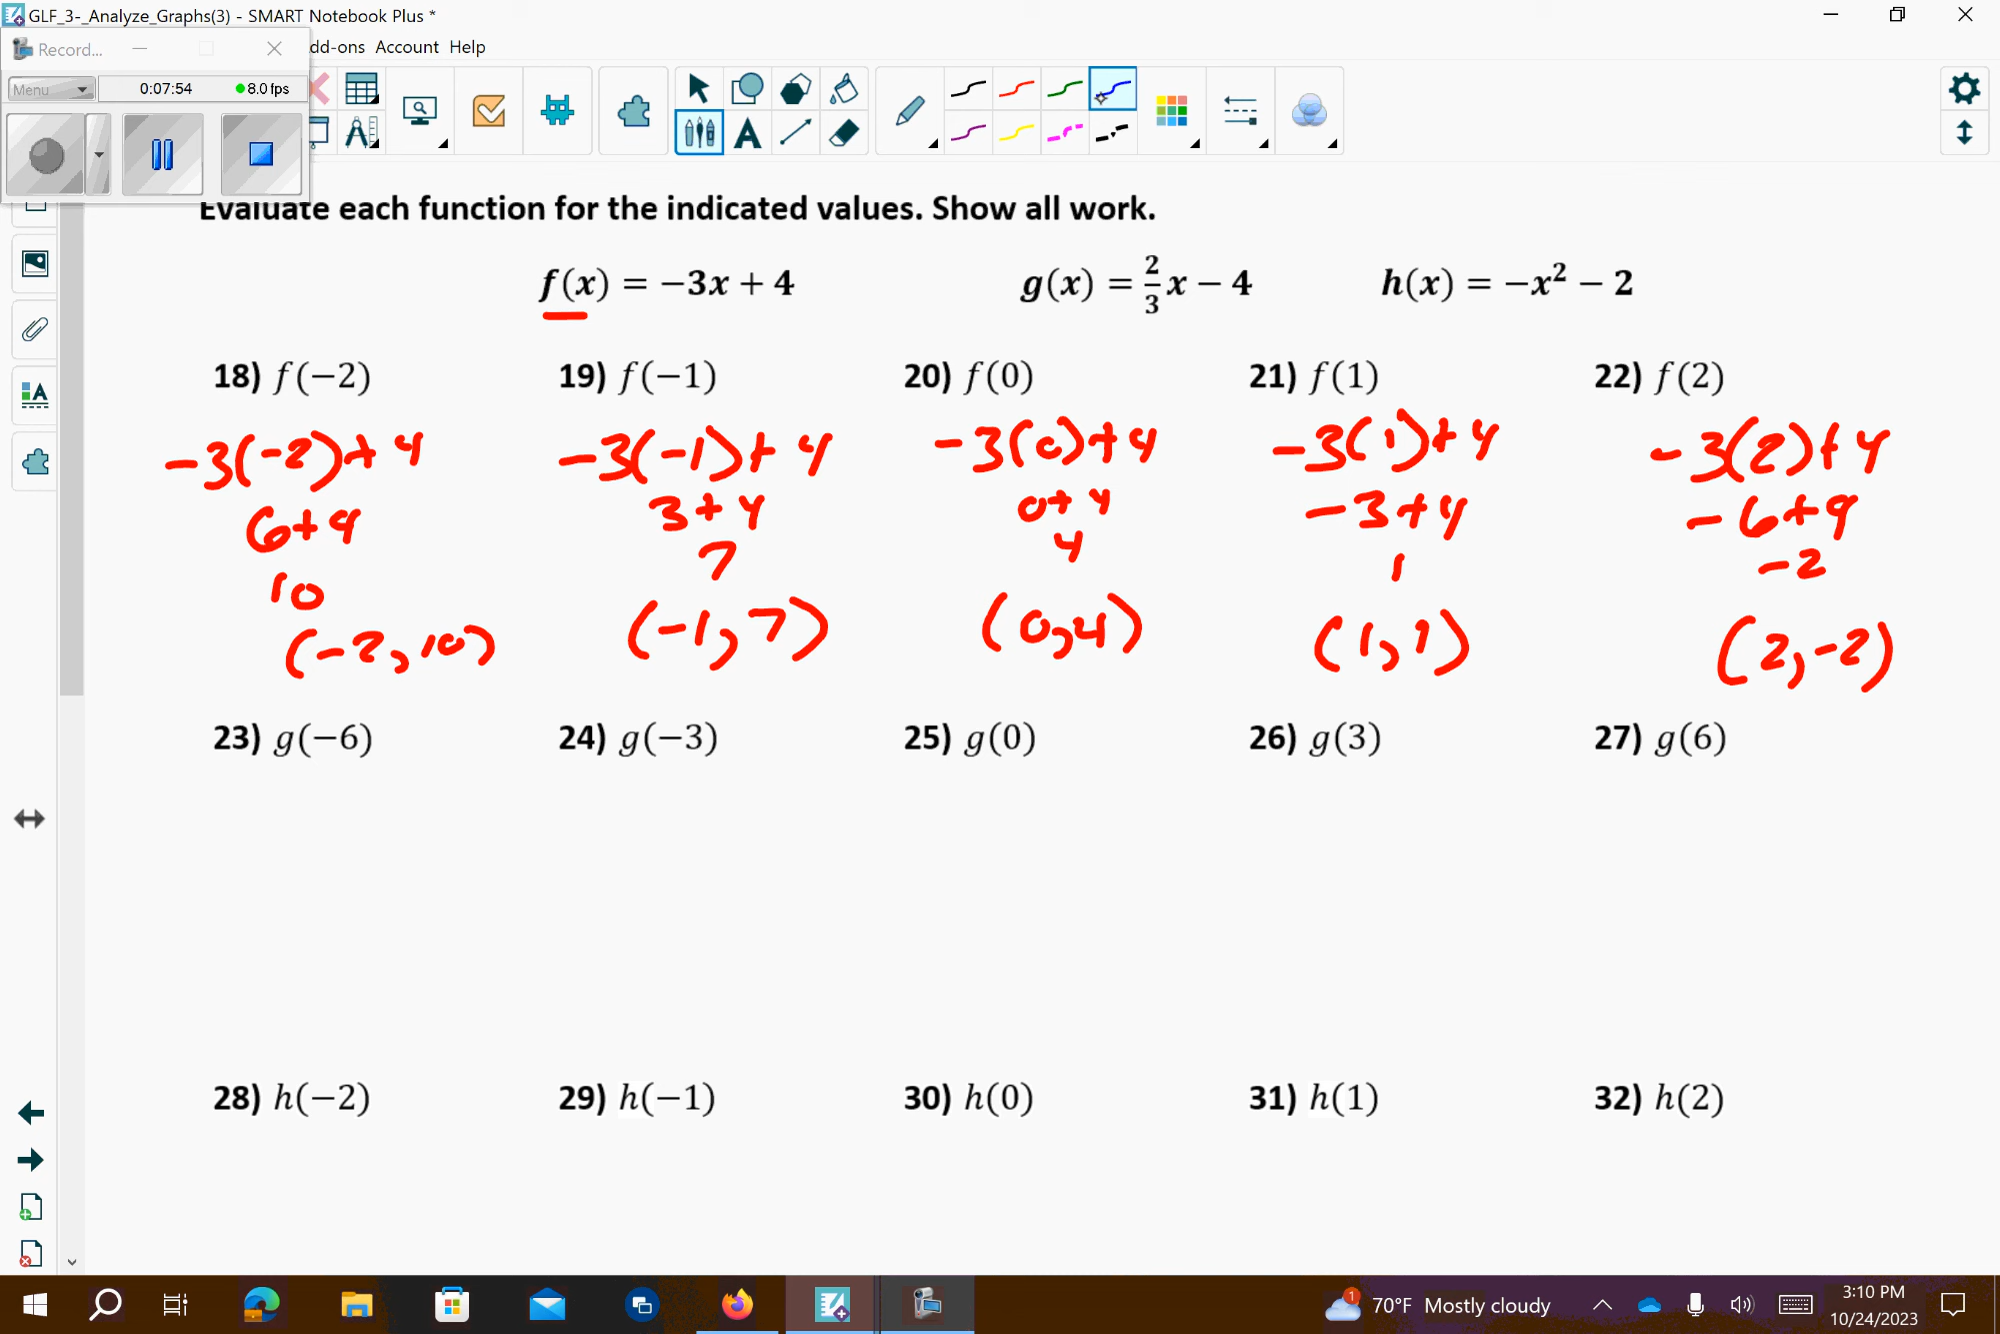 GLF_3-_Analyze_Graphs(3) - SMART Notebook Plus *
Record...
dd-ons Account Help
Menu 0:07:54 8.0 fps
Evaluate each function for the indicated values. Show all work.
f(x) = −3x + 4 g(x) = 2/3 x − 4 h(x) = −x² − 2
18) f(−2) 19) f(−1) 20) f(0) 21) f(1) 22) f(2)
-3(-2)+4 -3(-1)+4 -3(0)+4 -3(1)+4 -3(2)+4
6+4 3+4 0+4 -3+4 -6+4
10 7 4 1 -2
(-2,10) (-1,7) (0,4) (1,1) (2,-2)
23) g(−6) 24) g(−3) 25) g(0) 26) g(3) 27) g(6)
28) h(−2) 29) h(−1) 30) h(0) 31) h(1) 32) h(2)
1
70°F Mostly cloudy
3:10 PM
10/24/2023